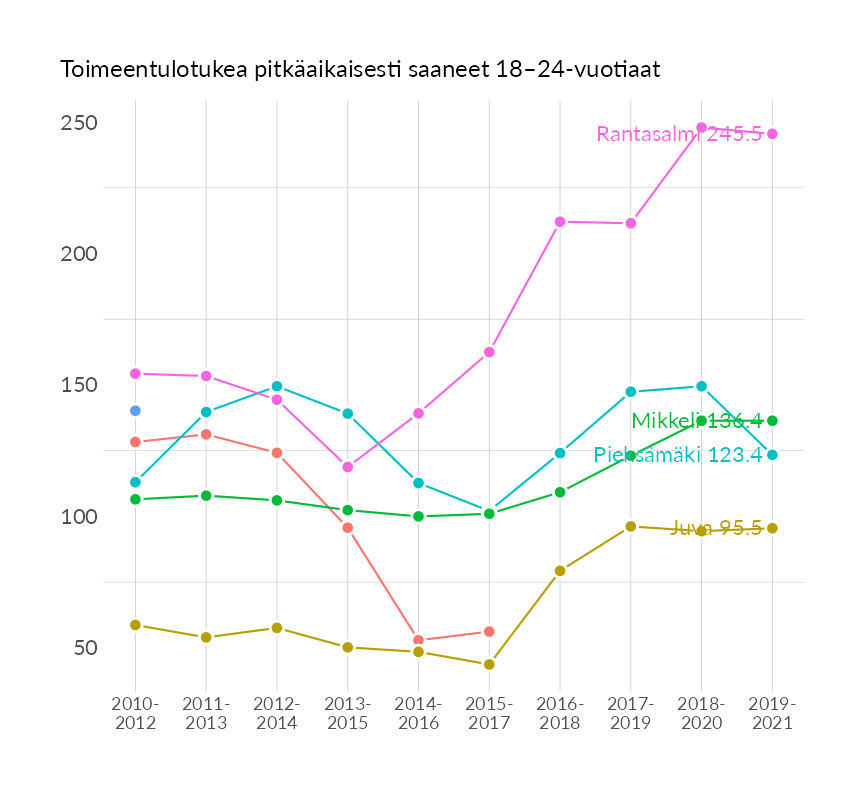 Toimeentulotukea pitkäaikaisesti saaneet 18–24-vuotiaat
250
Rantasalmi 245.5
200
150
Mikkeli 136.4
Pieksämäki 123.4
100
Juva 95.5
50
2010- 2011- 2012- 2013- 2014- 2015- 2016- 2017- 2018- 2019-
2012 2013 2014 2015 2016 2017 2018 2019 2020 2021